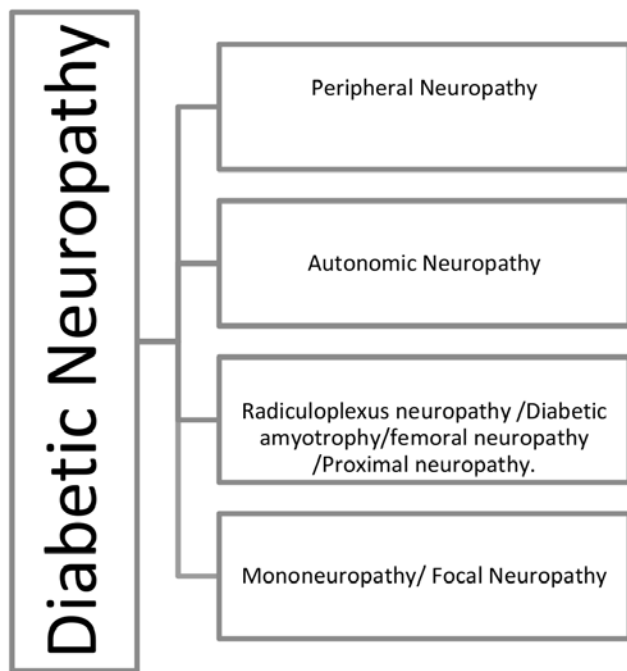 Diabetic Neuropathy
Peripheral Neuropathy
Autonomic Neuropathy
Radiculoplexus neuropathy /Diabetic
amyotrophy/femoral neuropathy
/Proximal neuropathy.
Mononeuropathy/ Focal Neuropathy